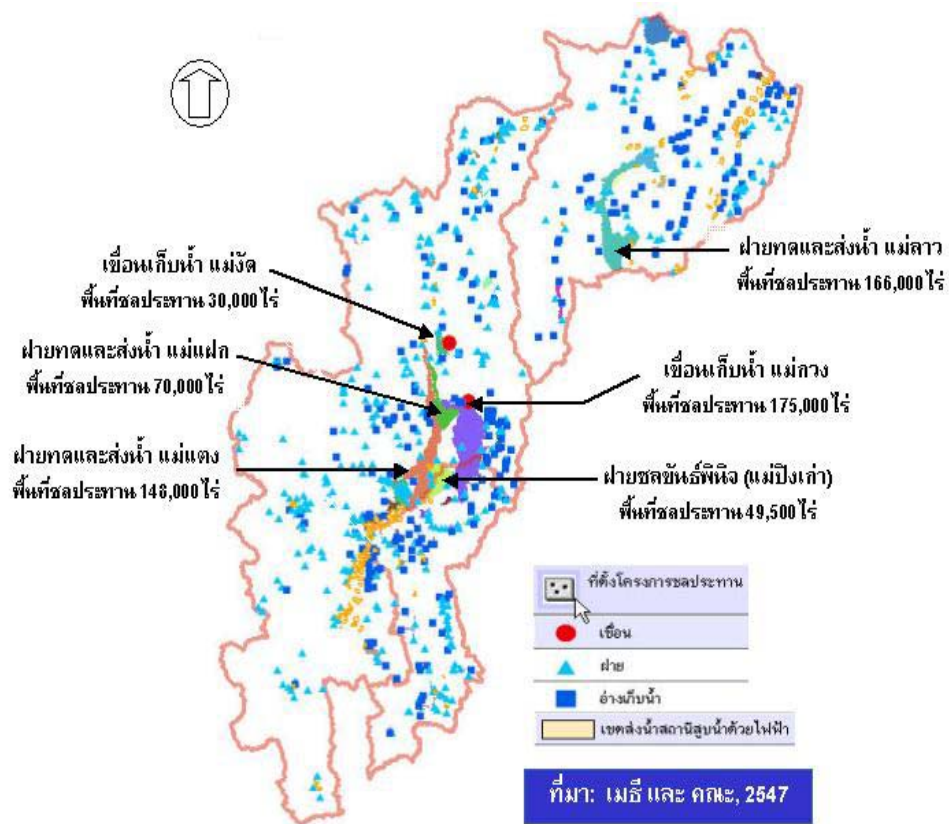 ฝายทดและส่งน้ำ แม่ลาว
พื้นที่ชลประทาน 166,000 ไร่
เขื่อนเก็บน้ำ แม่งัด
พื้นที่ชลประทาน 30,000 ไร่
ฝายทดและส่งน้ำ แม่แฝก
พื้นที่ชลประทาน 70,000 ไร่
เขื่อนเก็บน้ำ แม่กวง
พื้นที่ชลประทาน 175,000 ไร่
ฝายทดและส่งน้ำ แม่แตง
พื้นที่ชลประทาน 148,000 ไร่
ฝายชลขันธ์พินิจ (แม่ปิงเก่า)
พื้นที่ชลประทาน 49,500 ไร่
ที่ตั้งโครงการชลประทาน
เขื่อน
ฝาย
อ่างเก็บน้ำ
เขตส่งน้ำสถานีสูบน้ำด้วยไฟฟ้า
ที่มา: เมธี และ คณะ, 2547